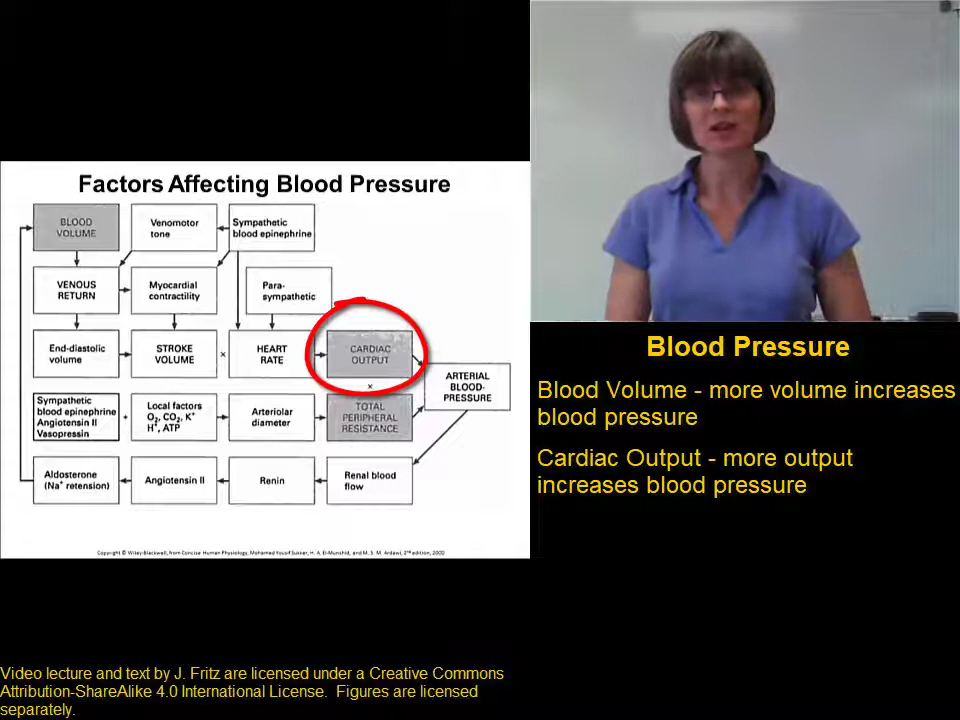 Factors Affecting Blood Pressure
BLOOD
VOLUME
Venomotor
tone
Sympathetic
blood epinephrine
VENOUS
RETURN
Myocardial
contractility
Para-
sympathetic
End-diastolic
volume
STROKE
VOLUME
×
HEART
RATE
CARDIAC
OUTPUT
×
ARTERIAL
BLOOD-
PRESSURE
Sympathetic
blood epinephrine
Angiotensin II
Vasopressin
+
Local factors
O₂, CO₂, K⁺
H⁺, ATP
Arteriolar
diameter
TOTAL
PERIPHERAL
RESISTANCE
Aldosterone
(Na⁺ retension)
Angiotensin II
Renin
Renal blood
flow
Copyright © Wiley-Blackwell, from Concise Human Physiology, Mohamed Yousif Sukkar, H. A. El-Munshid, and M. S. M. Ardawi, 2nd edition, 2000
Blood Pressure
Blood Volume - more volume increases
blood pressure
Cardiac Output - more output
increases blood pressure
Video lecture and text by J. Fritz are licensed under a Creative Commons
Attribution-ShareAlike 4.0 International License. Figures are licensed
separately.